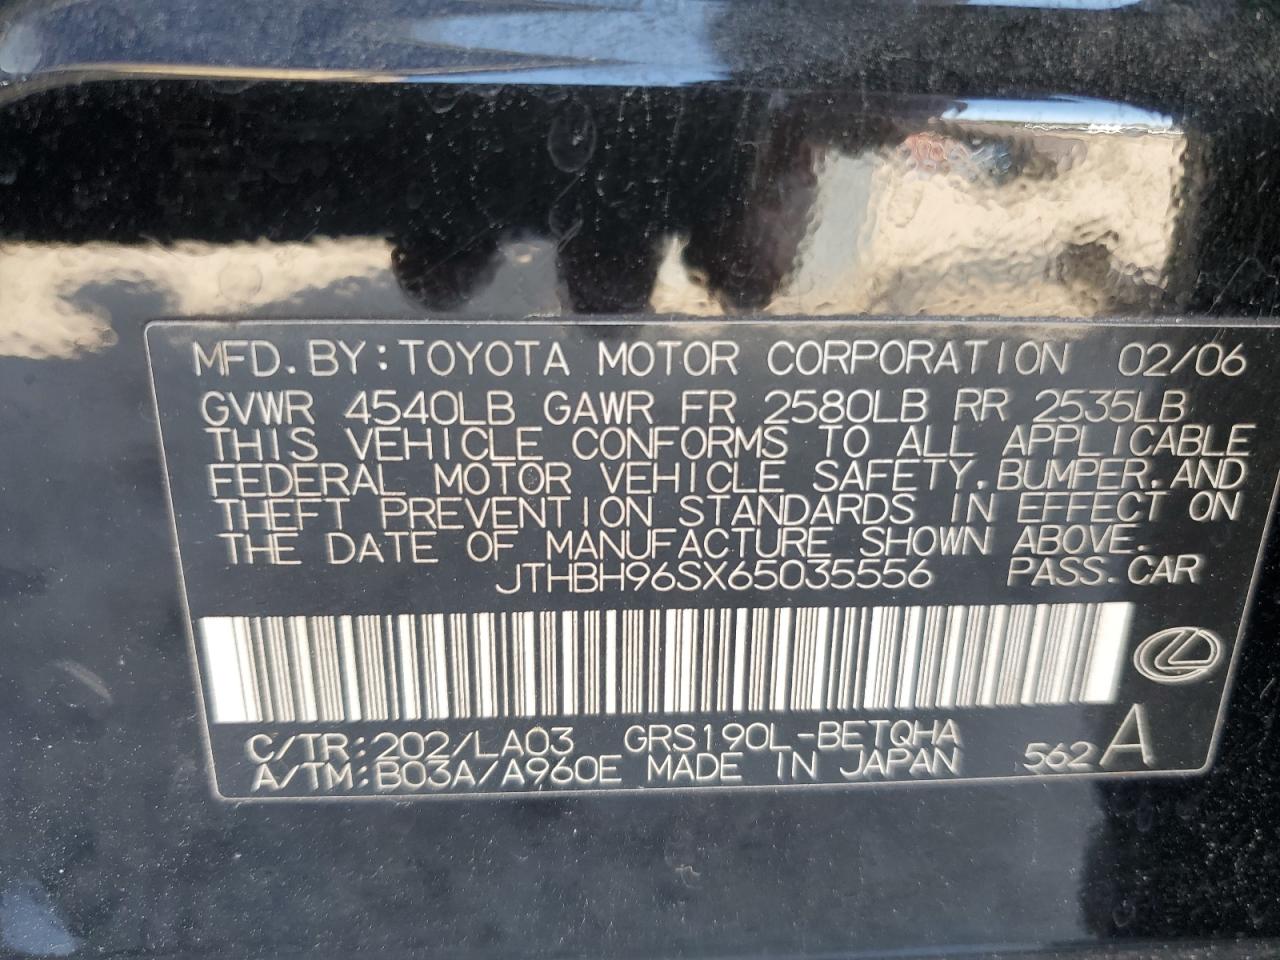 MFD. BY: TOYOTA MOTOR CORPORATION 02/06
GVWR 4540LB GAWR FR 2580LB RR 2535LB
THIS VEHICLE CONFORMS TO ALL APPLICABLE
FEDERAL MOTOR VEHICLE SAFETY. BUMPER. AND
THEFT PREVENTION STANDARDS IN EFFECT ON
THE DATE OF MANUFACTURE SHOWN ABOVE.
JTHBH96SX65035556 PASS. CAR
C/TR: 202/LA03 GRS190L-BETQHA
A/TM: B03A/A960E MADE IN JAPAN 562 A